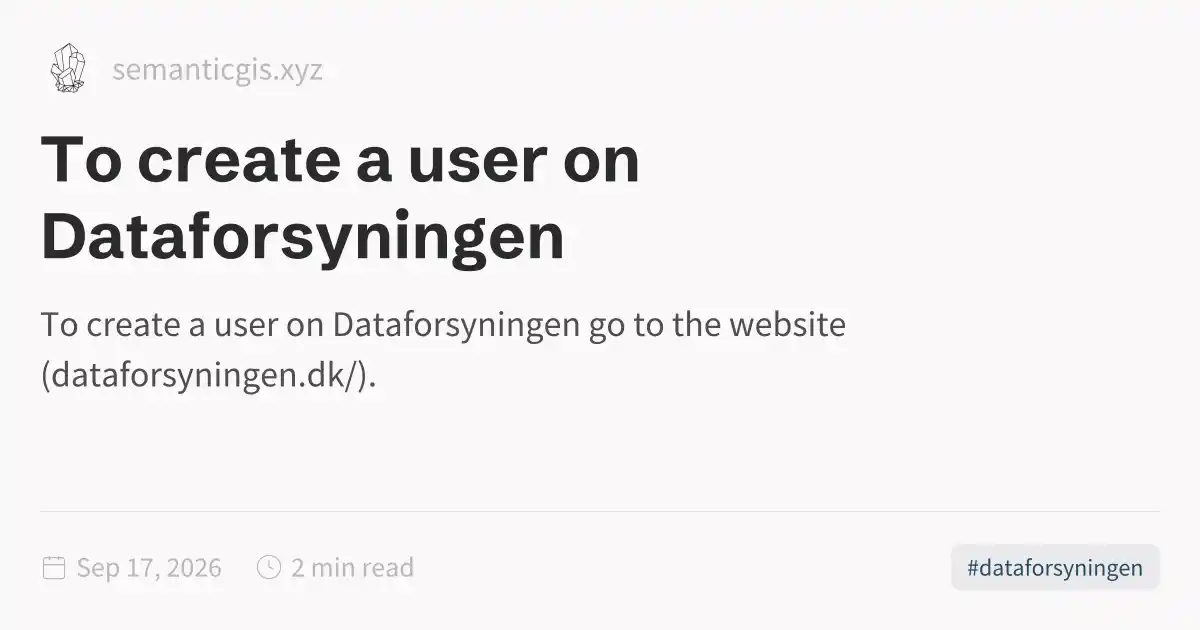 semanticgis.xyz
To create a user on
Dataforsyningen
To create a user on Dataforsyningen go to the website
(dataforsyningen.dk/).
Sep 17, 2026 2 min read #dataforsyningen